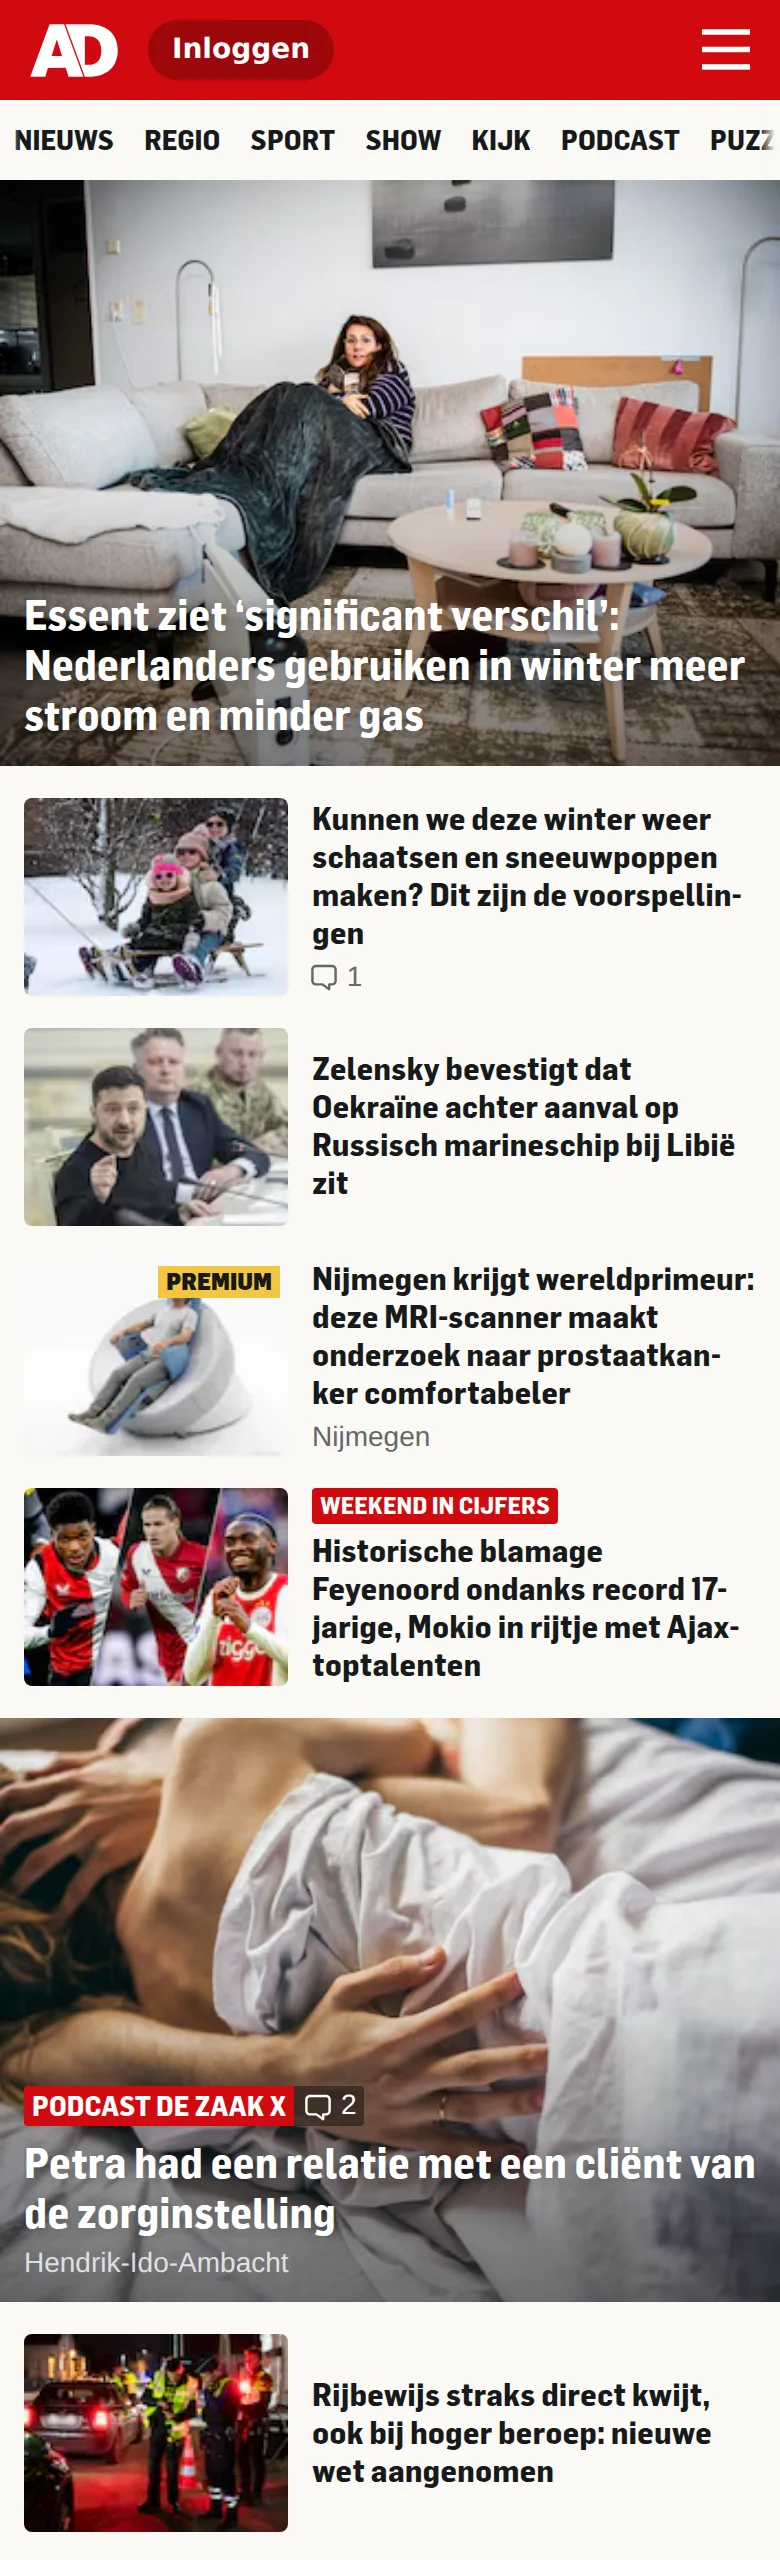 AD
Inloggen
NIEUWS REGIO SPORT SHOW KIJK PODCAST PUZZ
Essent ziet ‘significant verschil’:
Nederlanders gebruiken in winter meer
stroom en minder gas
Kunnen we deze winter weer
schaatsen en sneeuwpoppen
maken? Dit zijn de voorspellin-
gen
1
Zelensky bevestigt dat
Oekraïne achter aanval op
Russisch marineschip bij Libië
zit
PREMIUM
Nijmegen krijgt wereldprimeur:
deze MRI-scanner maakt
onderzoek naar prostaatkan-
ker comfortabeler
Nijmegen
WEEKEND IN CIJFERS
Historische blamage
Feyenoord ondanks record 17-
jarige, Mokio in rijtje met Ajax-
toptalenten
PODCAST DE ZAAK X 2
Petra had een relatie met een cliënt van
de zorginstelling
Hendrik-Ido-Ambacht
Rijbewijs straks direct kwijt,
ook bij hoger beroep: nieuwe
wet aangenomen